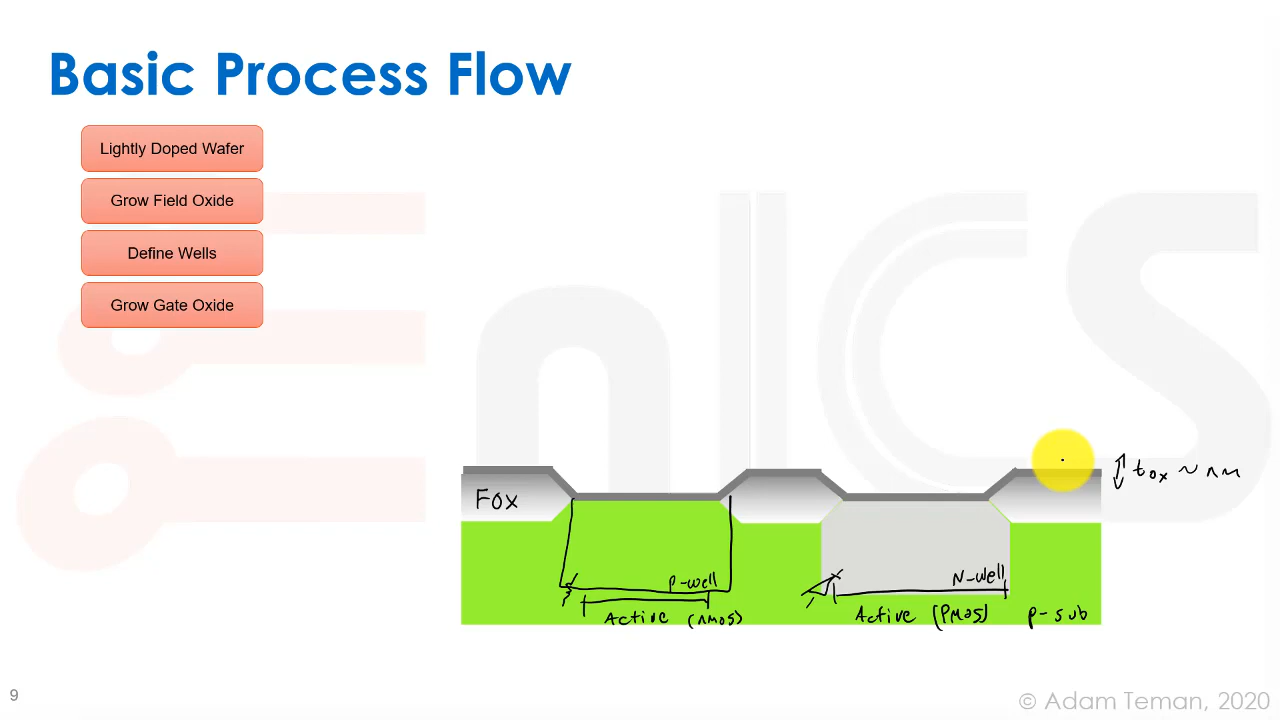 Basic Process Flow
Lightly Doped Wafer
Grow Field Oxide
Define Wells
Grow Gate Oxide
nICS
tox ~ nm
Fox
P-well
N-well
Active (nmos)
Active (PMOS)
p-sub
9
© Adam Teman, 2020